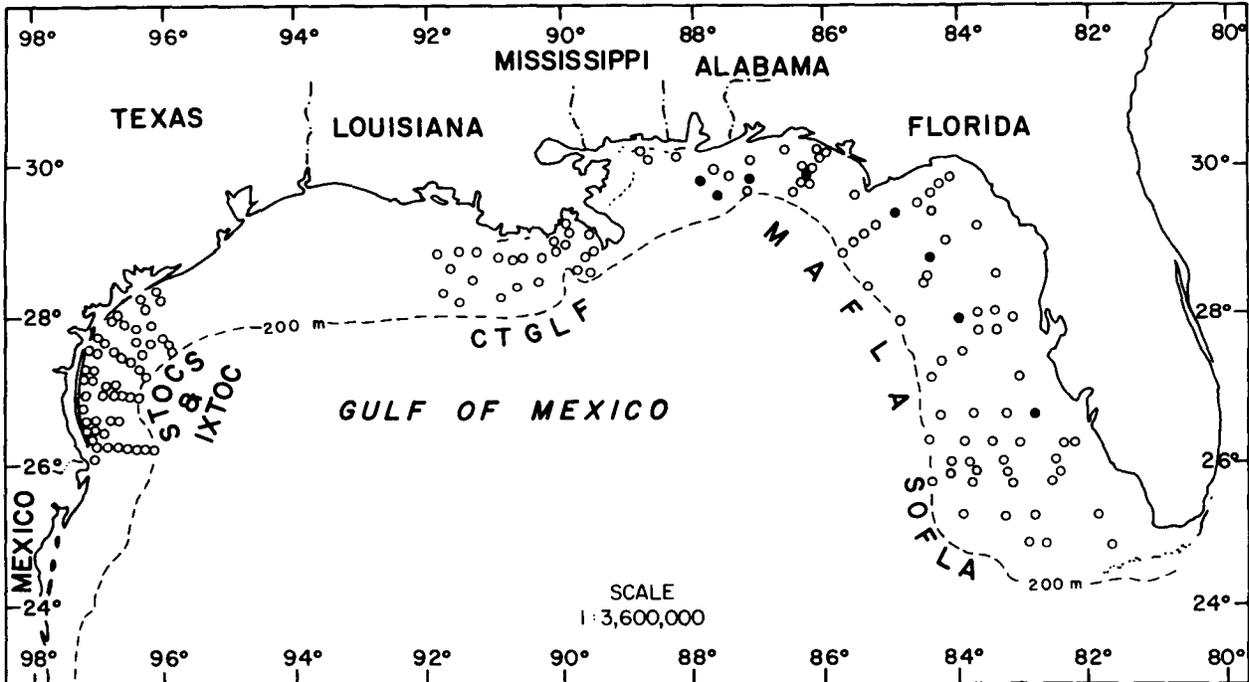 98° 96° 94° 92° 90° 88° 86° 84° 82° 80°
MISSISSIPPI ALABAMA
TEXAS LOUISIANA FLORIDA
30° 30°
MAFLA
28° 200 m CTGLF 28°
STOCS & IXTOC
GULF OF MEXICO
26° 26°
SOFLA
MEXICO
200 m
SCALE
24° 1:3,600,000 24°
98° 96° 94° 92° 90° 88° 86° 84° 82° 80°